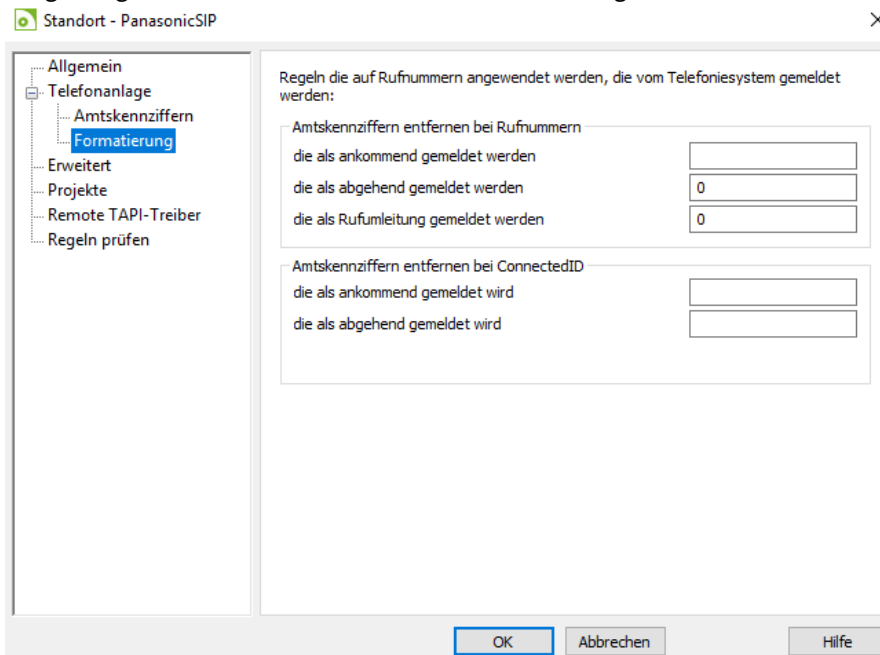 Standort - PanasonicSIP
Allgemein
Telefonanlage
Amtskennziffern
Formatierung
Erweitert
Projekte
Remote TAPI-Treiber
Regeln prüfen
Regeln die auf Rufnummern angewendet werden, die vom Telefoniesystem gemeldet
werden:
Amtskennziffern entfernen bei Rufnummern
die als ankommend gemeldet werden
die als abgehend gemeldet werden 0
die als Rufumleitung gemeldet werden 0
Amtskennziffern entfernen bei ConnectedID
die als ankommend gemeldet wird
die als abgehend gemeldet wird
OK Abbrechen Hilfe